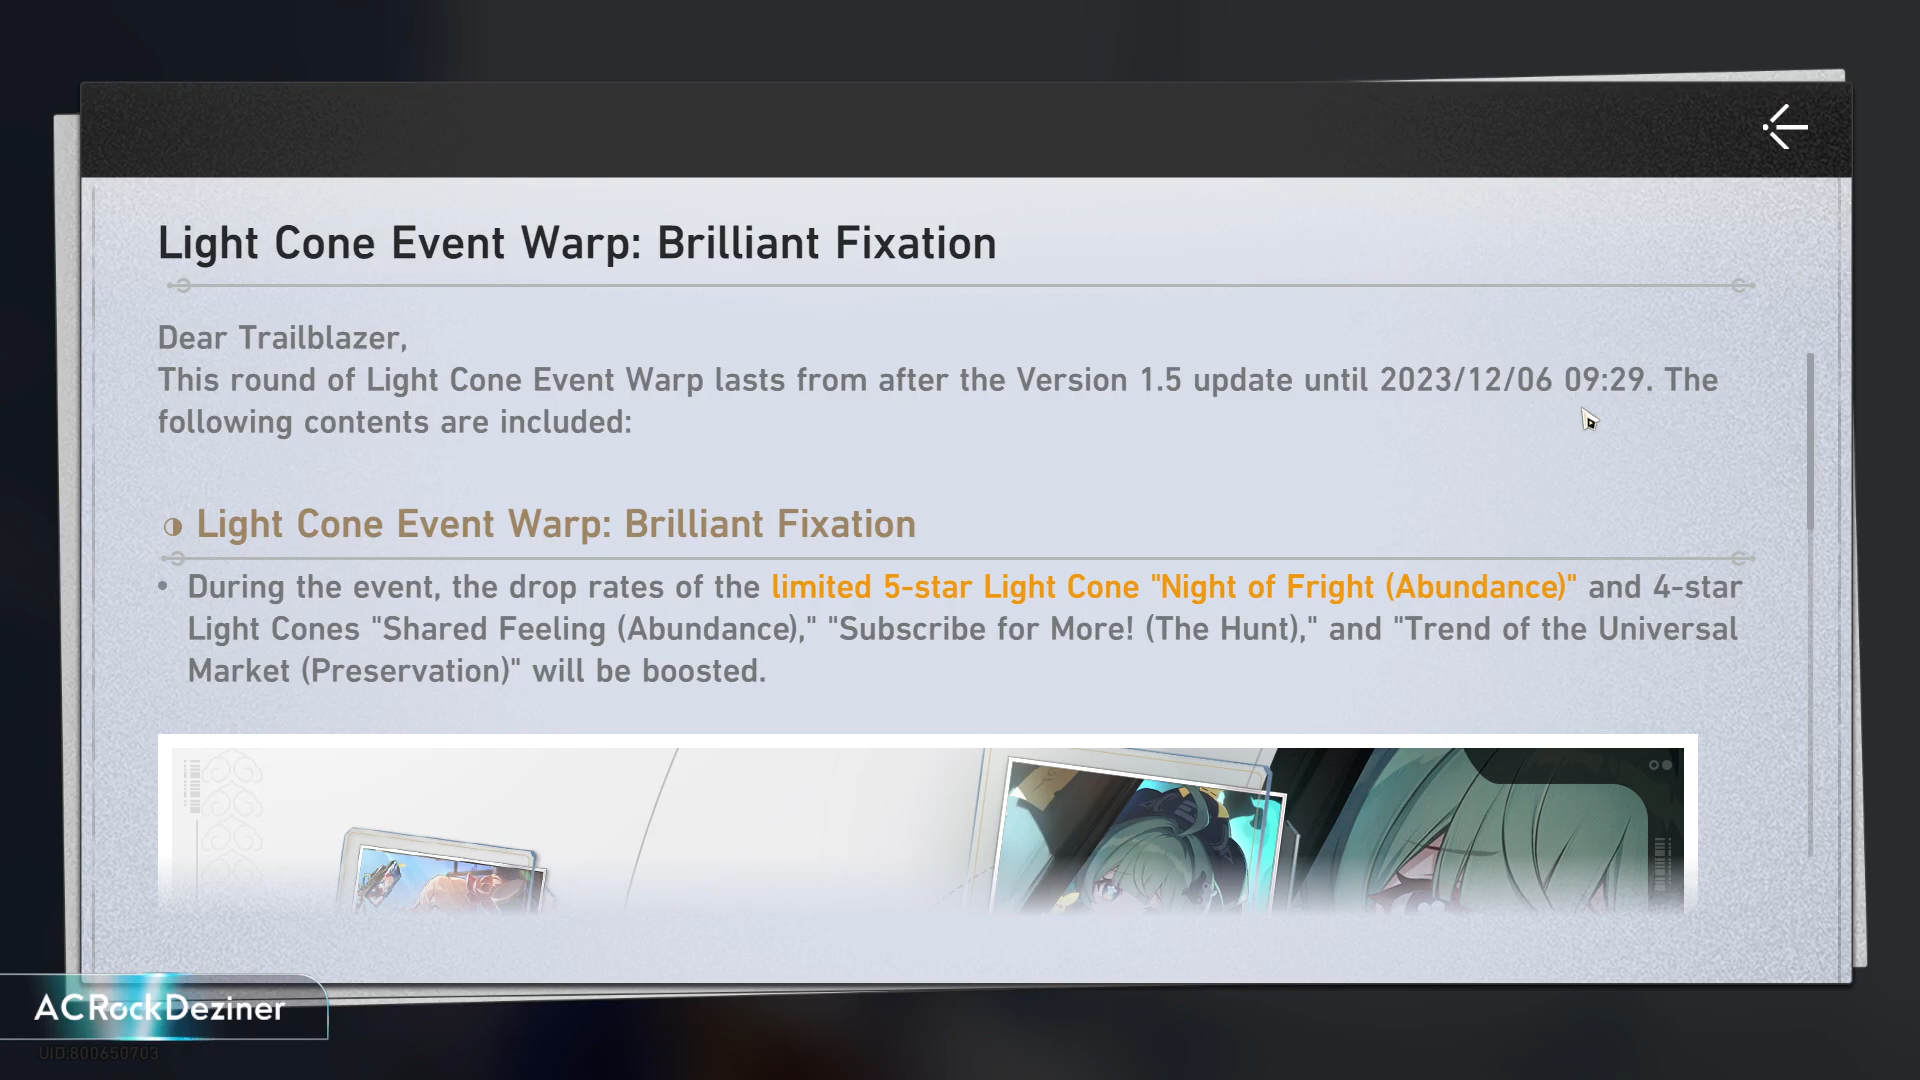 Light Cone Event Warp: Brilliant Fixation
Dear Trailblazer,
This round of Light Cone Event Warp lasts from after the Version 1.5 update until 2023/12/06 09:29. The
following contents are included:
Light Cone Event Warp: Brilliant Fixation
• During the event, the drop rates of the limited 5-star Light Cone "Night of Fright (Abundance)" and 4-star
Light Cones "Shared Feeling (Abundance)," "Subscribe for More! (The Hunt)," and "Trend of the Universal
Market (Preservation)" will be boosted.
ACRockDeziner
UID:800650703